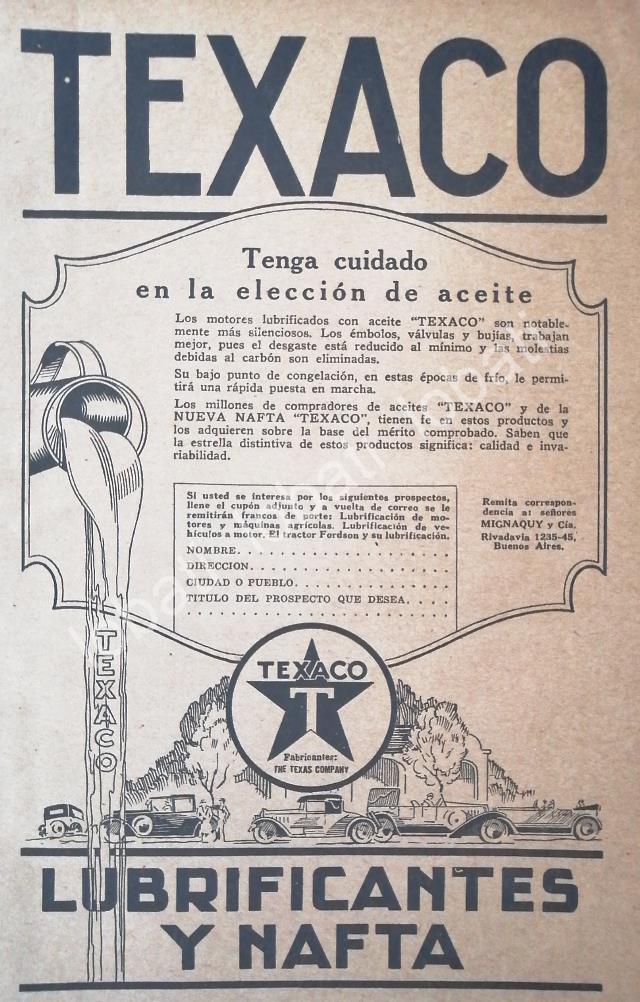 TEXACO
Tenga cuidado
en la elección de aceite
Los motores lubrificados con aceite "TEXACO" son notable-
mente más silenciosos. Los émbolos, válvulas y bujias, trabajan
mejor, pues el desgaste está reducido al mínimo y las molestias
debidas al carbón son eliminadas.
Su bajo punto de congelación, en estas épocas de frío, le permi-
tirá una rápida puesta en marcha.
Los millones de compradores de aceites "TEXACO" y de la
NUEVA NAFTA "TEXACO", tienen fe en estos productos y
los adquieren sobre la base del mérito comprobado. Saben que
la estrella distintiva de estos productos significa: calidad e inva-
riabilidad.
Si usted se interesa por los siguientes prospectos,
llene el cupón adjunto y a vuelta de correo se le
remitirán francos de porte: Lubrificación de mo-
tores y máquinas agrícolas. Lubrificación de ve-
hículos a motor. El tractor Fordson y su lubrificación.
NOMBRE. . . . . . . . . . . . . . . . . . . .
DIRECCION. . . . . . . . . . . . . . . . . . .
CIUDAD O PUEBLO. . . . . . . . . . . . . . .
TITULO DEL PROSPECTO QUE DESEA. . . .
Remita correspon-
dencia a: señores
MIGNAQUY y Cía.
Rivadavia 1235-45,
Buenos Aires.
TEXACO
TEXACO
T
Fabricantes:
THE TEXAS COMPANY
LUBRIFICANTES
Y NAFTA